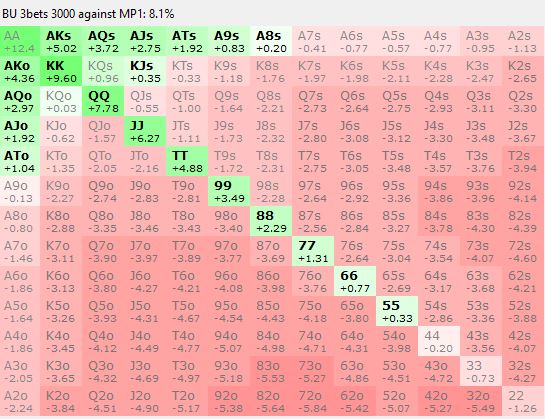 BU 3bets 3000 against MP1: 8.1%
AA AKs AQs AJs ATs A9s A8s A7s A6s A5s A4s A3s A2s
+12.4 +5.02 +3.72 +2.75 +1.92 +0.83 +0.20 -0.41 -0.77 -0.57 -0.77 -0.95 -1.13
AKo KK KQs KJs KTs K9s K8s K7s K6s K5s K4s K3s K2s
+4.36 +9.60 +0.96 +0.35 -0.33 -1.18 -1.76 -1.97 -1.98 -2.11 -2.28 -2.47 -2.65
AQo KQo QQ QJs QTs Q9s Q8s Q7s Q6s Q5s Q4s Q3s Q2s
+2.97 +0.03 +7.78 -0.55 -1.00 -1.64 -2.21 -2.73 -2.64 -2.75 -2.93 -3.11 -3.30
AJo KJo QJo JJ JTs J9s J8s J7s J6s J5s J4s J3s J2s
+1.92 -0.62 -1.57 +6.27 -1.11 -1.73 -2.32 -2.80 -3.08 -3.12 -3.30 -3.48 -3.67
ATo KTo QTo JTo TT T9s T8s T7s T6s T5s T4s T3s T2s
+1.04 -1.35 -2.05 -2.16 +4.88 -1.72 -2.31 -2.75 -3.05 -3.48 -3.57 -3.76 -3.94
A9o K9o Q9o J9o T9o 99 98s 97s 96s 95s 94s 93s 92s
-0.13 -2.27 -2.74 -2.83 -2.81 +3.49 -2.28 -2.64 -2.92 -3.36 -3.86 -3.96 -4.14
A8o K8o Q8o J8o T8o 98o 88 87s 86s 85s 84s 83s 82s
-0.80 -2.88 -3.35 -3.46 -3.43 -3.40 +2.29 -2.56 -2.84 -3.27 -3.78 -4.30 -4.39
A7o K7o Q7o J7o T7o 97o 87o 77 76s 75s 74s 73s 72s
-1.46 -3.11 -3.90 -3.97 -3.89 -3.77 -3.69 +1.31 -2.64 -3.04 -3.54 -4.07 -4.60
A6o K6o Q6o J6o T6o 96o 86o 76o 66 65s 64s 63s 62s
-1.86 -3.13 -3.80 -4.27 -4.21 -4.08 -3.98 -3.76 +0.77 -2.69 -3.17 -3.68 -4.21
A5o K5o Q5o J5o T5o 95o 85o 75o 65o 55 54s 53s 52s
-1.64 -3.26 -3.93 -4.31 -4.67 -4.54 -4.43 -4.18 -3.80 +0.33 -2.86 -3.36 -3.88
A4o K4o Q4o J4o T4o 94o 84o 74o 64o 54o 44 43s 42s
-1.86 -3.45 -4.12 -4.49 -4.77 -5.07 -4.98 -4.71 -4.31 -3.98 -0.20 -3.56 -4.07
A3o K3o Q3o J3o T3o 93o 83o 73o 63o 53o 43o 33 32s
-2.05 -3.65 -4.32 -4.69 -4.97 -5.18 -5.53 -5.27 -4.86 -4.51 -4.72 -0.73 -4.27
A2o K2o Q2o J2o T2o 92o 82o 72o 62o 52o 42o 32o 22
-2.24 -3.84 -4.51 -4.90 -5.17 -5.38 -5.64 -5.84 -5.42 -5.07 -5.27 -5.49 -1.26